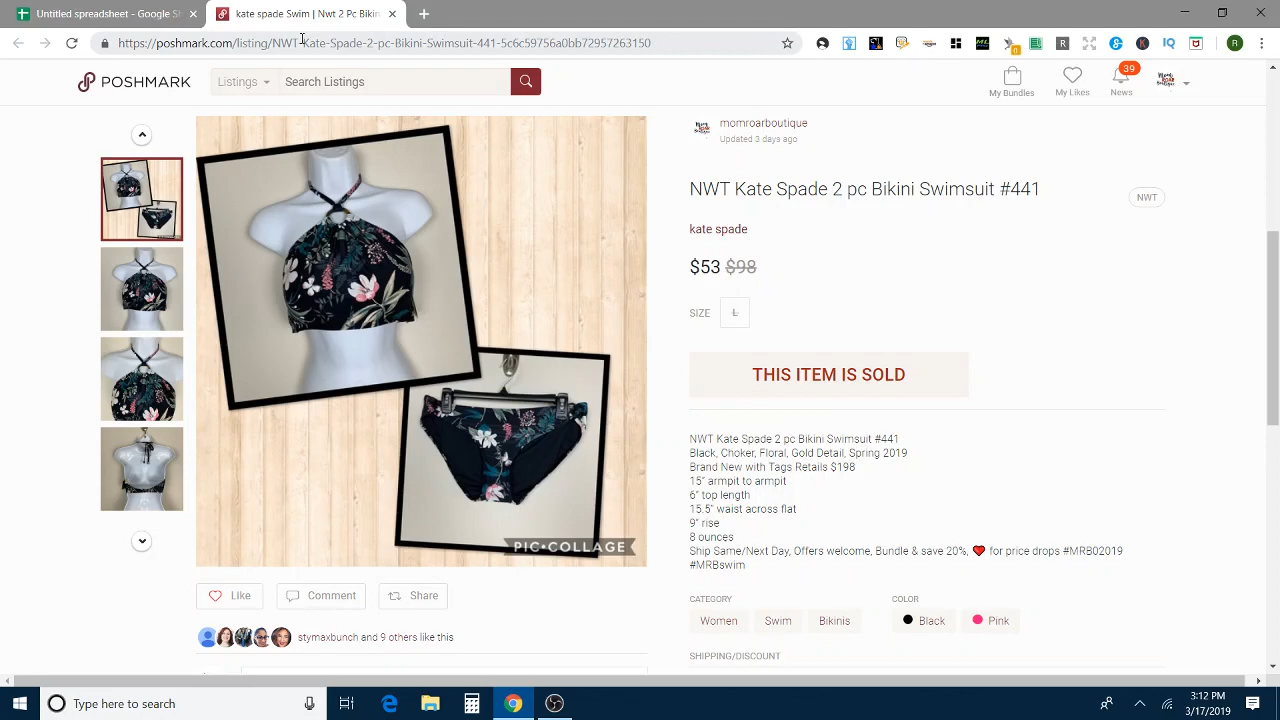 Untitled spreadsheet - Google S
kate spade Swim | Nwt 2 Pc Bikin
https://poshmark.com/listing/NWT-Kate-Spade-2-pc-Bikini-Swimsuit-441-5c6c59756a0bb72957263150
POSHMARK
Listings
Search Listings
My Bundles
My Likes
39
News
momroarboutique
Updated 3 days ago
NWT Kate Spade 2 pc Bikini Swimsuit #441
NWT
kate spade
$53 $98
SIZE L
THIS ITEM IS SOLD
NWT Kate Spade 2 pc Bikini Swimsuit #441
Black, Choker, Floral, Gold Detail, Spring 2019
Brand New with Tags Retails $198
15” armpit to armpit
6” top length
15.5” waist across flat
9” rise
8 ounces
Ship Same/Next Day, Offers welcome, Bundle & save 20%, ❤ for price drops #MRB02019
#MRBswim
PIC•COLLAGE
Like
Comment
Share
stymaxbunch and 9 others like this
CATEGORY
Women Swim Bikinis
COLOR
Black Pink
SHIPPING/DISCOUNT
Type here to search
3:12 PM
3/17/2019